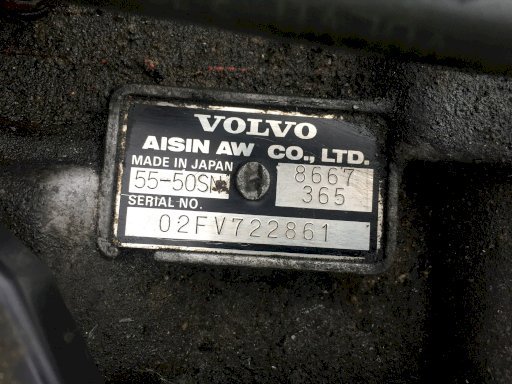 VOLVO
AISIN AW CO., LTD.
MADE IN JAPAN
55-50SN
8667
365
SERIAL NO.
02FV722861